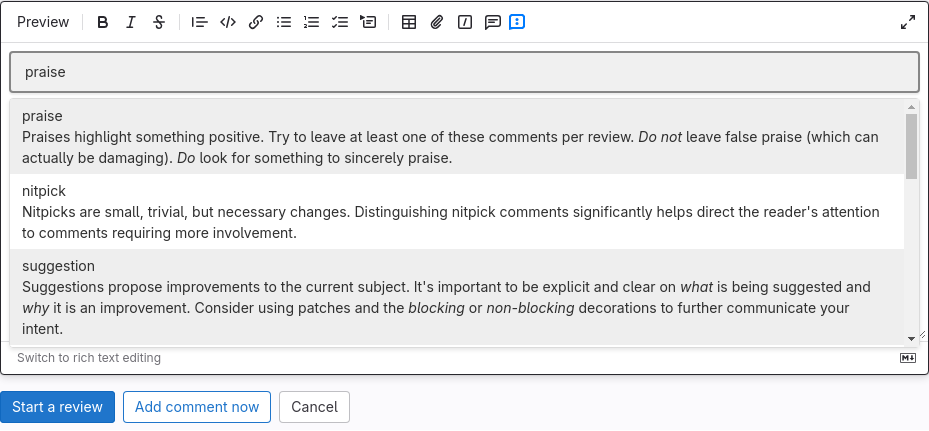 Preview
praise
praise
Praises highlight something positive. Try to leave at least one of these comments per review. Do not leave false praise (which can
actually be damaging). Do look for something to sincerely praise.
nitpick
Nitpicks are small, trivial, but necessary changes. Distinguishing nitpick comments significantly helps direct the reader's attention
to comments requiring more involvement.
suggestion
Suggestions propose improvements to the current subject. It's important to be explicit and clear on what is being suggested and
why it is an improvement. Consider using patches and the blocking or non-blocking decorations to further communicate your
intent.
Switch to rich text editing
Start a review Add comment now Cancel